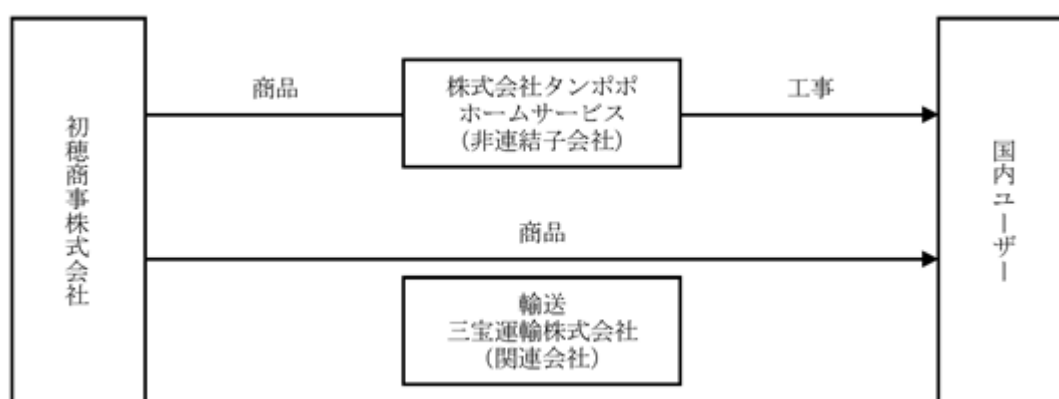 初穂商事株式会社
商品
株式会社タンポポ
ホームサービス
(非連結子会社)
工事
商品
輸送
三宝運輸株式会社
(関連会社)
国内ユーザー